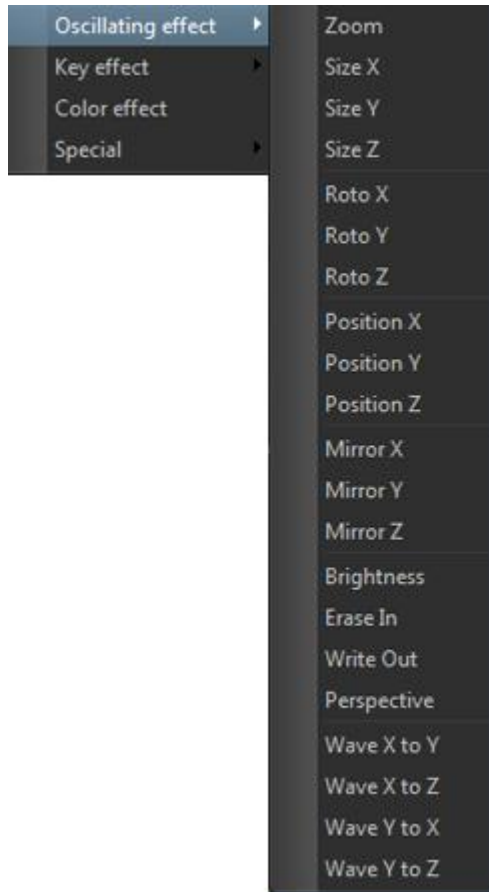 Oscillating effect
Key effect
Color effect
Special
Zoom
Size X
Size Y
Size Z
Roto X
Roto Y
Roto Z
Position X
Position Y
Position Z
Mirror X
Mirror Y
Mirror Z
Brightness
Erase In
Write Out
Perspective
Wave X to Y
Wave X to Z
Wave Y to X
Wave Y to Z